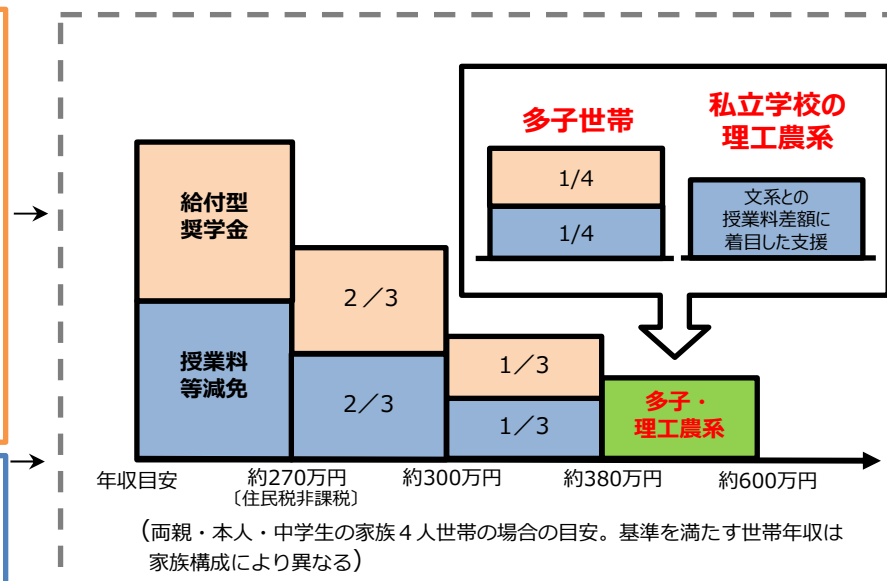 多子世帯
私立学校の
理工農系
1/4
1/4
文系との
授業料差額に
着目した支援
給付型
奨学金
授業料
等減免
2／3
2/3
1／3
1／3
多子・
理工農系
年収目安
約270万円
〔住民税非課税〕
約300万円
約380万円
約600万円
(両親・本人・中学生の家族４人世帯の場合の目安。基準を満たす世帯年収は
家族構成により異なる)